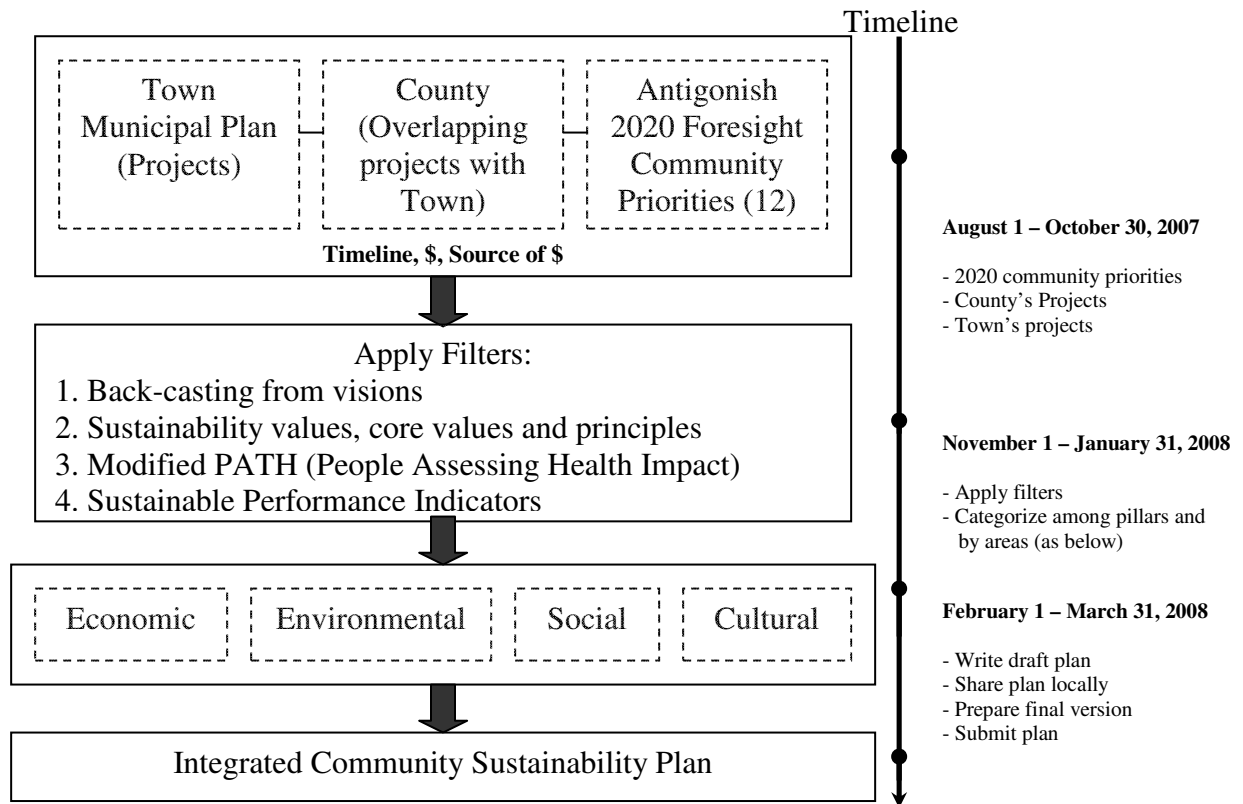 Timeline
Town
Municipal Plan
(Projects)
County
(Overlapping
projects with
Town)
Antigonish
2020 Foresight
Community
Priorities (12)
Timeline, $, Source of $
Apply Filters:
1. Back-casting from visions
2. Sustainability values, core values and principles
3. Modified PATH (People Assessing Health Impact)
4. Sustainable Performance Indicators
Economic
Environmental
Social
Cultural
Integrated Community Sustainability Plan
August 1 – October 30, 2007
- 2020 community priorities
- County's Projects
- Town's projects
November 1 – January 31, 2008
- Apply filters
- Categorize among pillars and
by areas (as below)
February 1 – March 31, 2008
- Write draft plan
- Share plan locally
- Prepare final version
- Submit plan